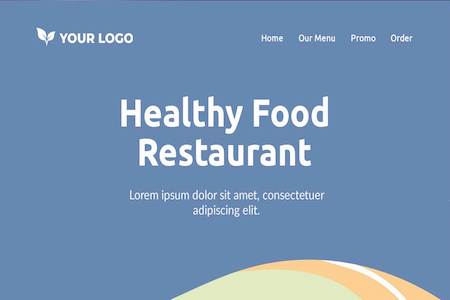 YOUR LOGO
Home Our Menu Promo Order
Healthy Food
Restaurant
Lorem ipsum dolor sit amet, consectetuer
adipiscing elit.